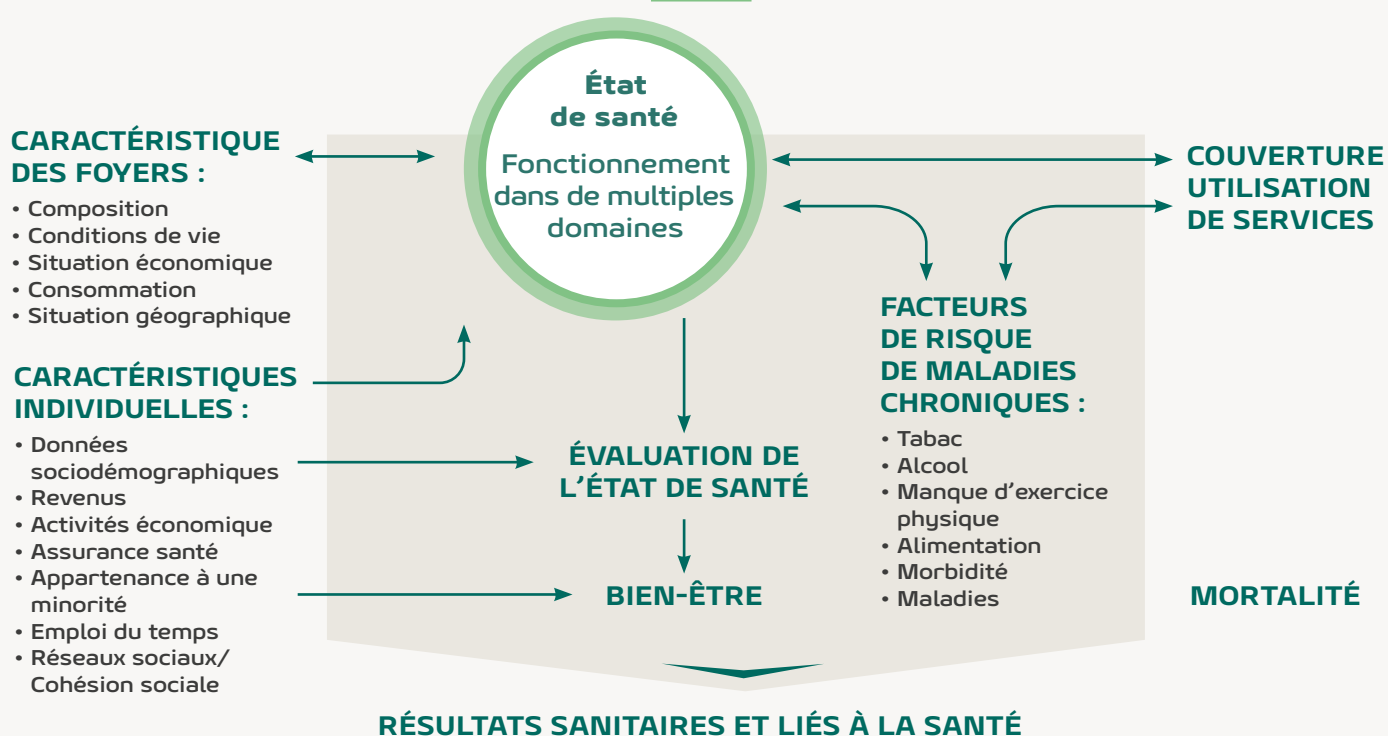 État
de santé
Fonctionnement
dans de multiples
domaines
CARACTÉRISTIQUE
DES FOYERS :
• Composition
• Conditions de vie
• Situation économique
• Consommation
• Situation géographique
CARACTÉRISTIQUES
INDIVIDUELLES :
• Données
sociodémographiques
• Revenus
• Activités économique
• Assurance santé
• Appartenance à une
minorité
• Emploi du temps
• Réseaux sociaux/
Cohésion sociale
ÉVALUATION DE
L'ÉTAT DE SANTÉ
BIEN-ÊTRE
COUVERTURE
UTILISATION
DE SERVICES
FACTEURS
DE RISQUE
DE MALADIES
CHRONIQUES :
• Tabac
• Alcool
• Manque d'exercice
physique
• Alimentation
• Morbidité
• Maladies
MORTALITÉ
RÉSULTATS SANITAIRES ET LIÉS À LA SANTÉ